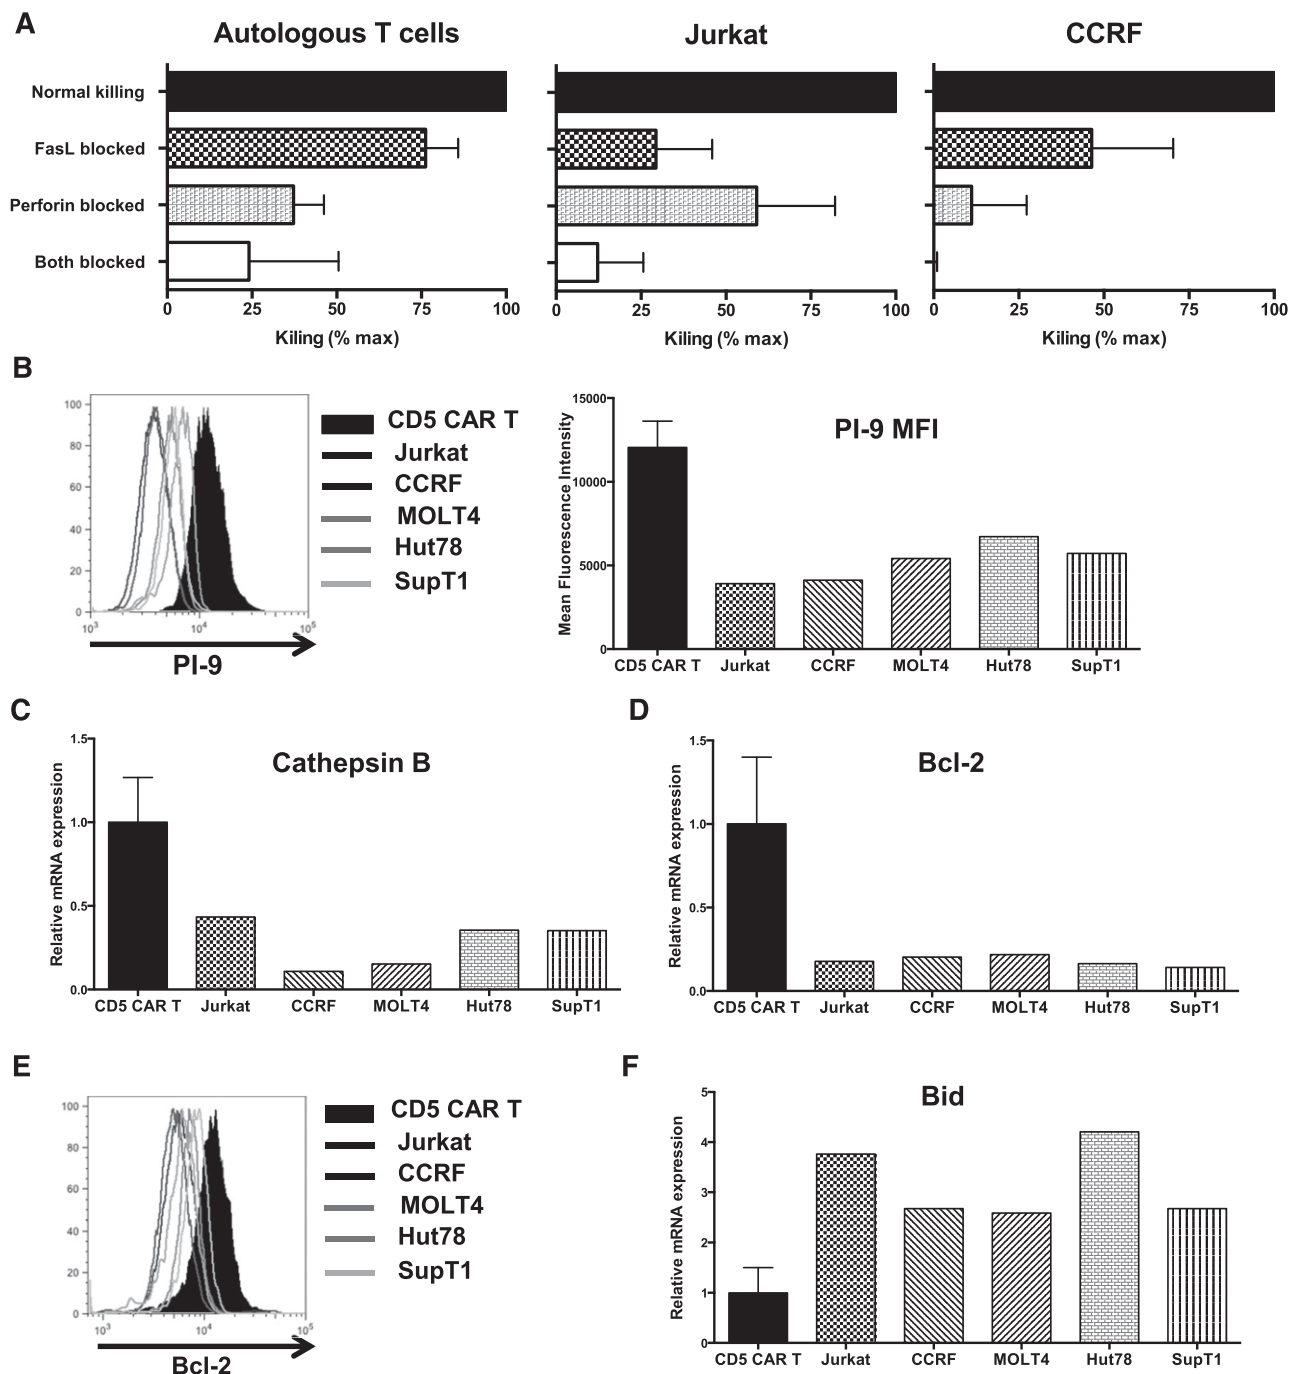 A
Autologous T cells
Jurkat
CCRF
Normal killing
FasL blocked
Perforin blocked
Both blocked
0 25 50 75 100
0 25 50 75 100
0 25 50 75 100
Kiling (% max)
Kiling (% max)
Kiling (% max)
B
100
80
60
40
20
0
10³ 10⁴ 10⁵
PI-9
CD5 CAR T
Jurkat
CCRF
MOLT4
Hut78
SupT1
PI-9 MFI
Mean Fluorescence Intensity
15000
10000
5000
0
CD5 CAR T Jurkat CCRF MOLT4 Hut78 SupT1
C
Cathepsin B
Relative mRNA expression
1.5
1.0
0.5
0.0
CD5 CAR T Jurkat CCRF MOLT4 Hut78 SupT1
D
Bcl-2
Relative mRNA expression
1.5
1.0
0.5
0.0
CD5 CAR T Jurkat CCRF MOLT4 Hut78 SupT1
E
100
80
60
40
20
0
10³ 10⁴ 10⁵
Bcl-2
CD5 CAR T
Jurkat
CCRF
MOLT4
Hut78
SupT1
F
Bid
Relative mRNA expression
5
4
3
2
1
0
CD5 CAR T Jurkat CCRF MOLT4 Hut78 SupT1